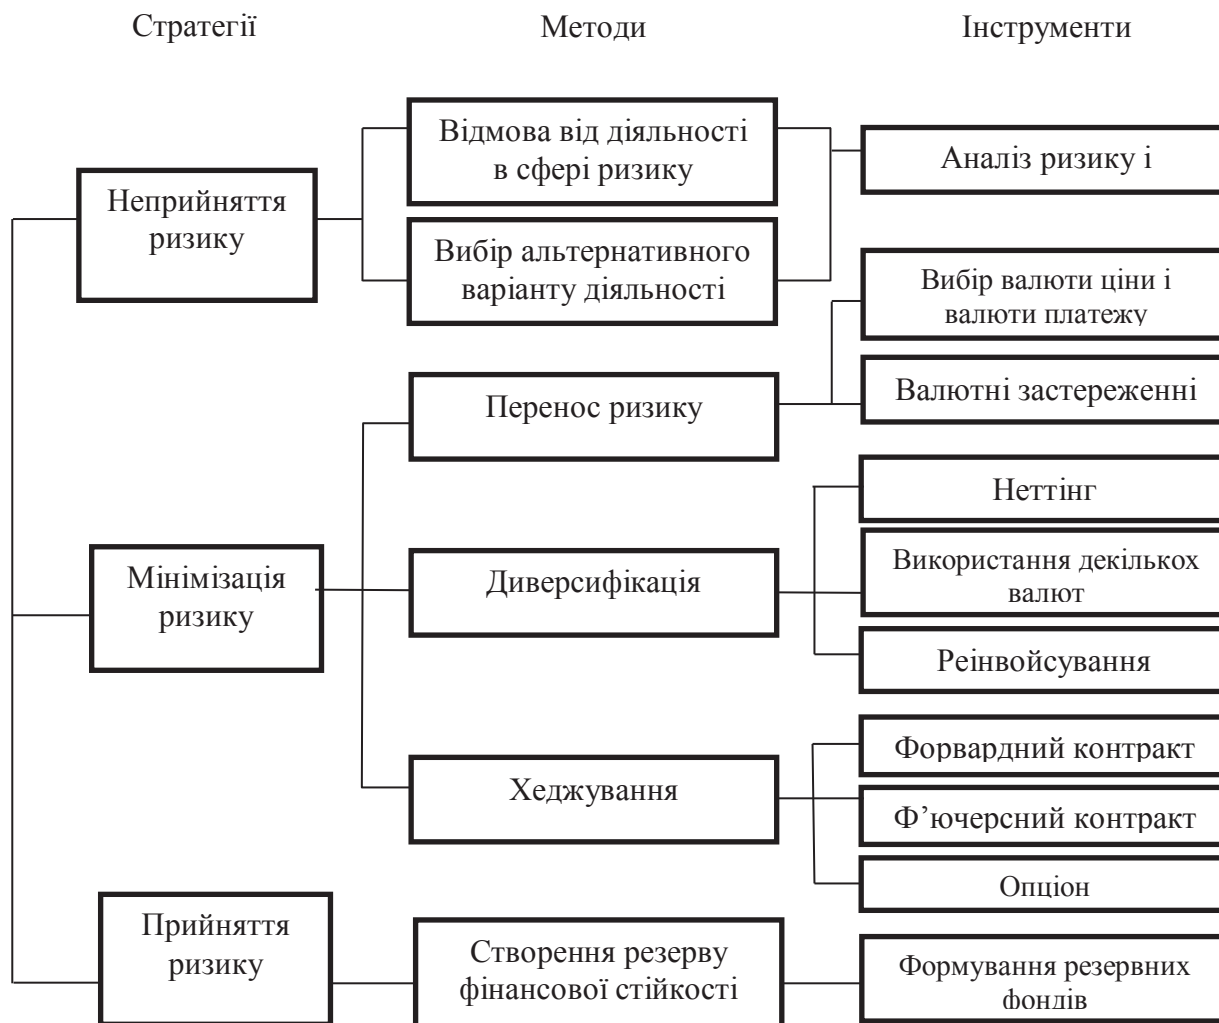 Стратегії
Методи
Інструменти
Неприйняття
ризику
Відмова від діяльності
в сфері ризику
Вибір альтернативного
варіанту діяльності
Аналіз ризику і
Вибір валюти ціни і
валюти платежу
Мінімізація
ризику
Перенос ризику
Валютні застереженні
Диверсифікація
Неттінг
Використання декількох
валют
Реінвойсування
Хеджування
Форвардний контракт
Ф’ючерсний контракт
Опціон
Прийняття
ризику
Створення резерву
фінансової стійкості
Формування резервних
фондів